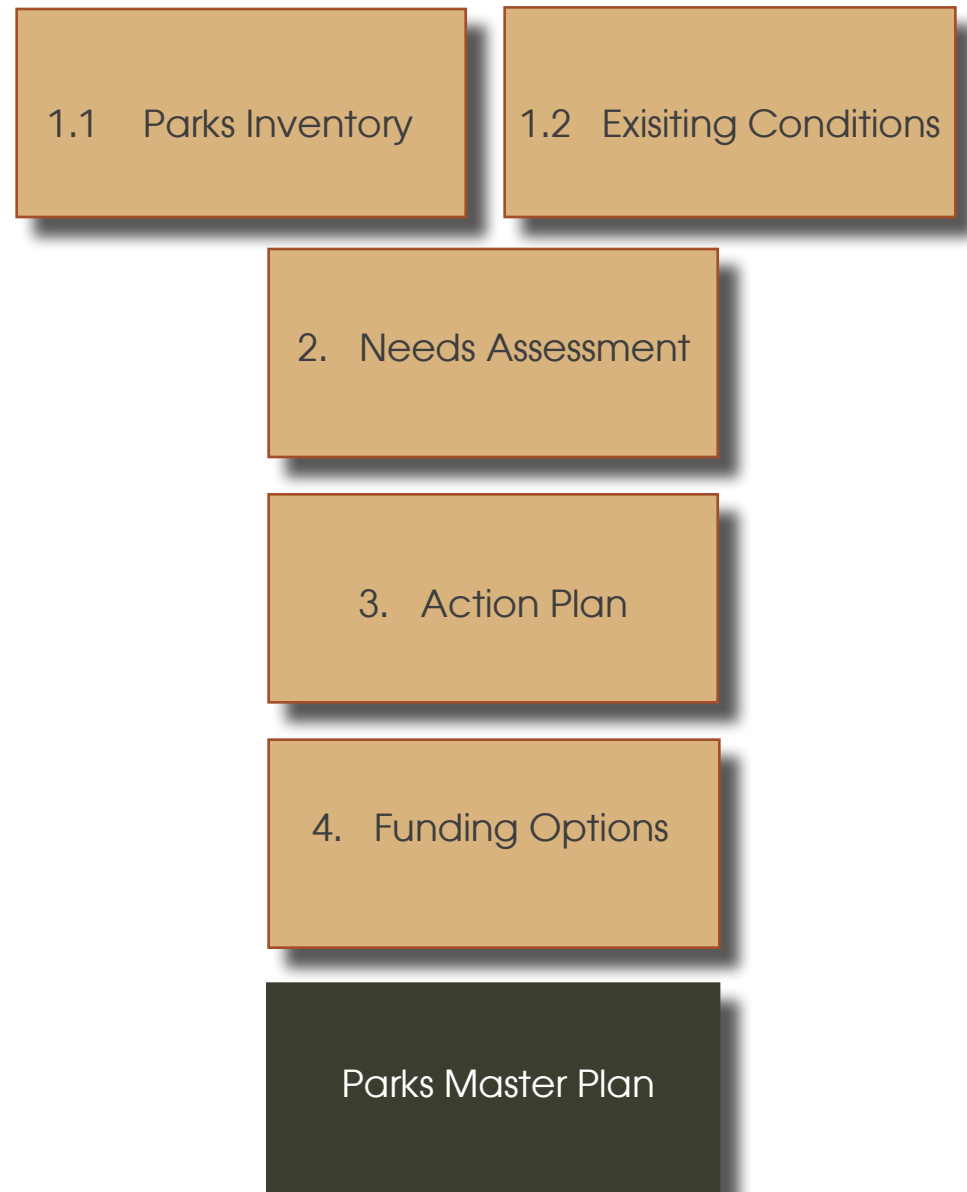 1.1 Parks Inventory
1.2 Exisiting Conditions
2. Needs Assessment
3. Action Plan
4. Funding Options
Parks Master Plan